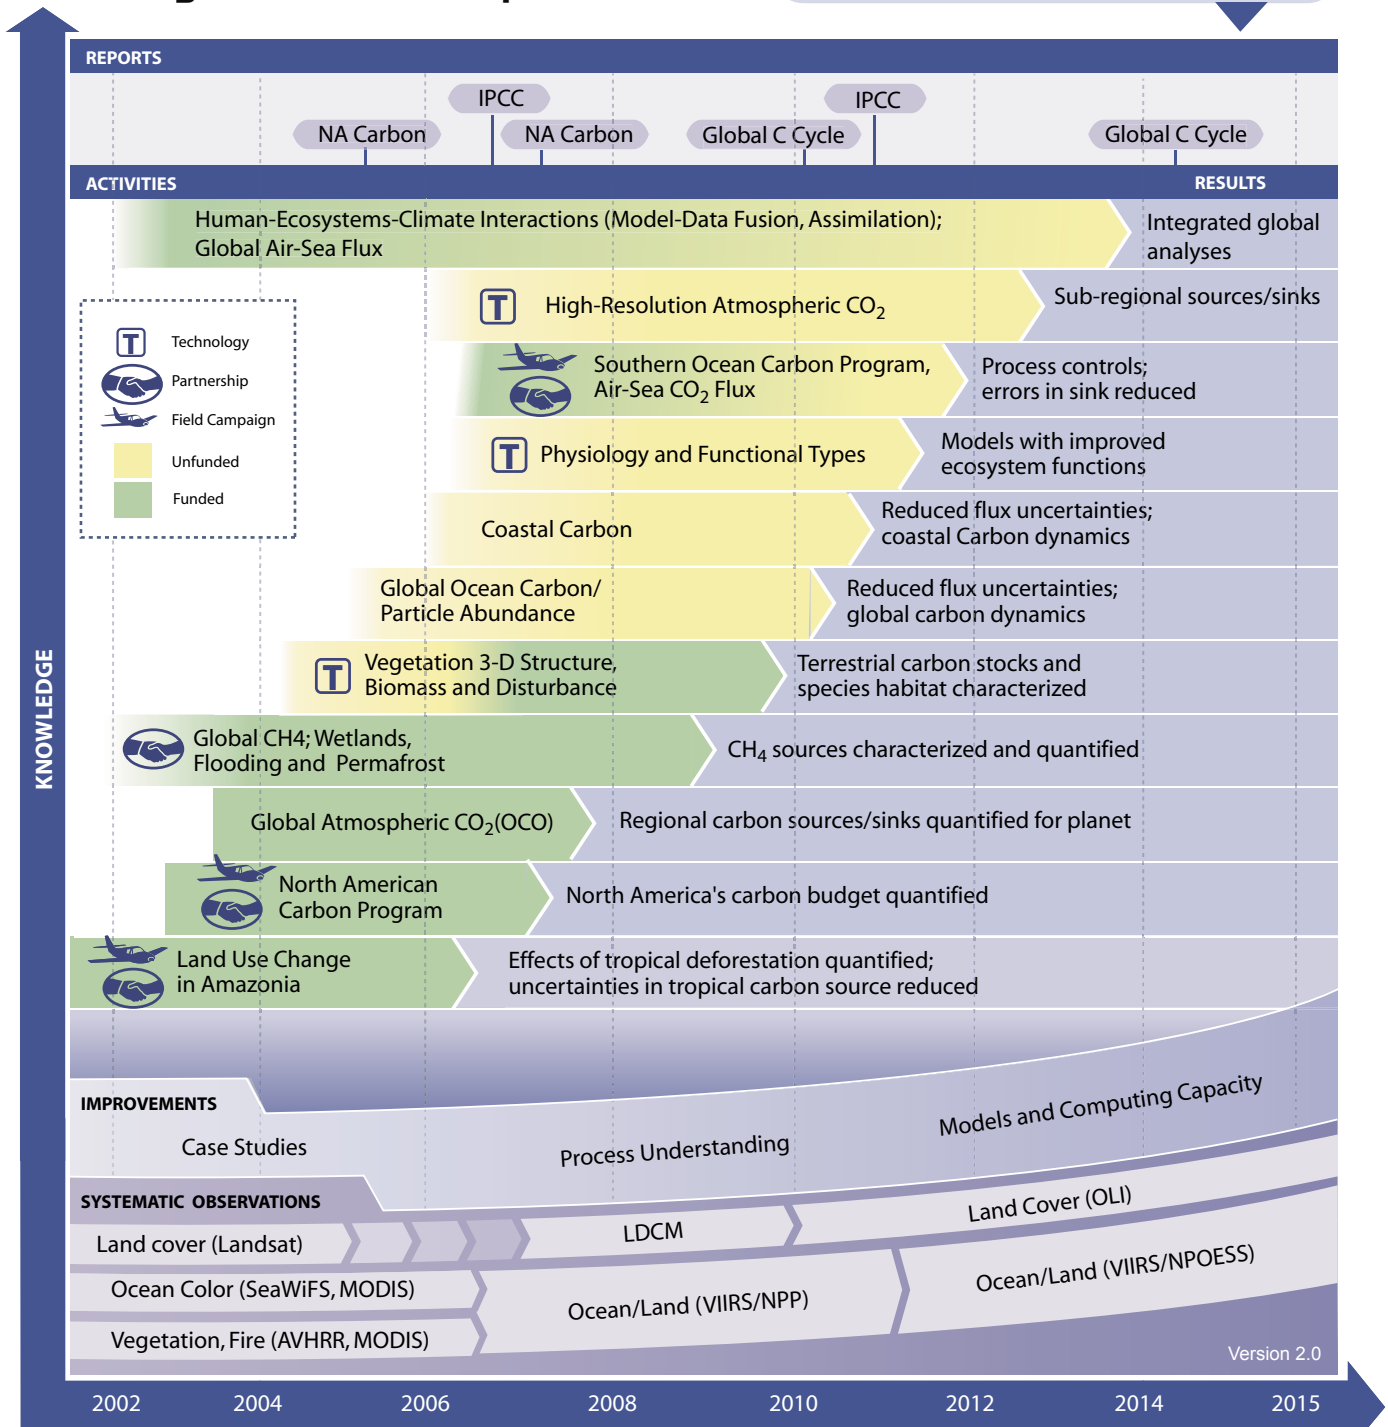 REPORTS
IPCC
IPCC
NA Carbon
NA Carbon
Global C Cycle
Global C Cycle
ACTIVITIES
RESULTS
Human-Ecosystems-Climate Interactions (Model-Data Fusion, Assimilation);
Global Air-Sea Flux
Integrated global
analyses
T
High-Resolution Atmospheric CO2
Sub-regional sources/sinks
T
Technology
Partnership
Field Campaign
Unfunded
Funded
Southern Ocean Carbon Program,
Air-Sea CO2 Flux
Process controls;
errors in sink reduced
T
Physiology and Functional Types
Models with improved
ecosystem functions
Coastal Carbon
Reduced flux uncertainties;
coastal Carbon dynamics
Global Ocean Carbon/
Particle Abundance
Reduced flux uncertainties;
global carbon dynamics
T
Vegetation 3-D Structure,
Biomass and Disturbance
Terrestrial carbon stocks and
species habitat characterized
Global CH4; Wetlands,
Flooding and Permafrost
CH4 sources characterized and quantified
Global Atmospheric CO2(OCO)
Regional carbon sources/sinks quantified for planet
North American
Carbon Program
North America's carbon budget quantified
Land Use Change
in Amazonia
Effects of tropical deforestation quantified;
uncertainties in tropical carbon source reduced
KNOWLEDGE
IMPROVEMENTS
Case Studies
Process Understanding
Models and Computing Capacity
SYSTEMATIC OBSERVATIONS
Land cover (Landsat)
LDCM
Land Cover (OLI)
Ocean Color (SeaWiFS, MODIS)
Ocean/Land (VIIRS/NPP)
Ocean/Land (VIIRS/NPOESS)
Vegetation, Fire (AVHRR, MODIS)
Version 2.0
2002
2004
2006
2008
2010
2012
2014
2015